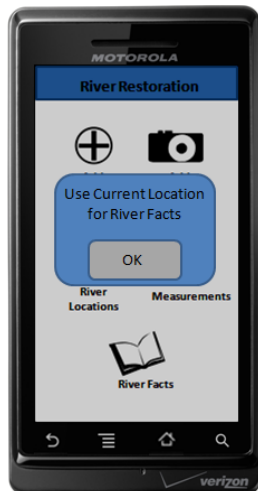 MOTOROLA
River Restoration
Use Current Location
for River Facts
OK
River
Locations
Measurements
River Facts
verizon